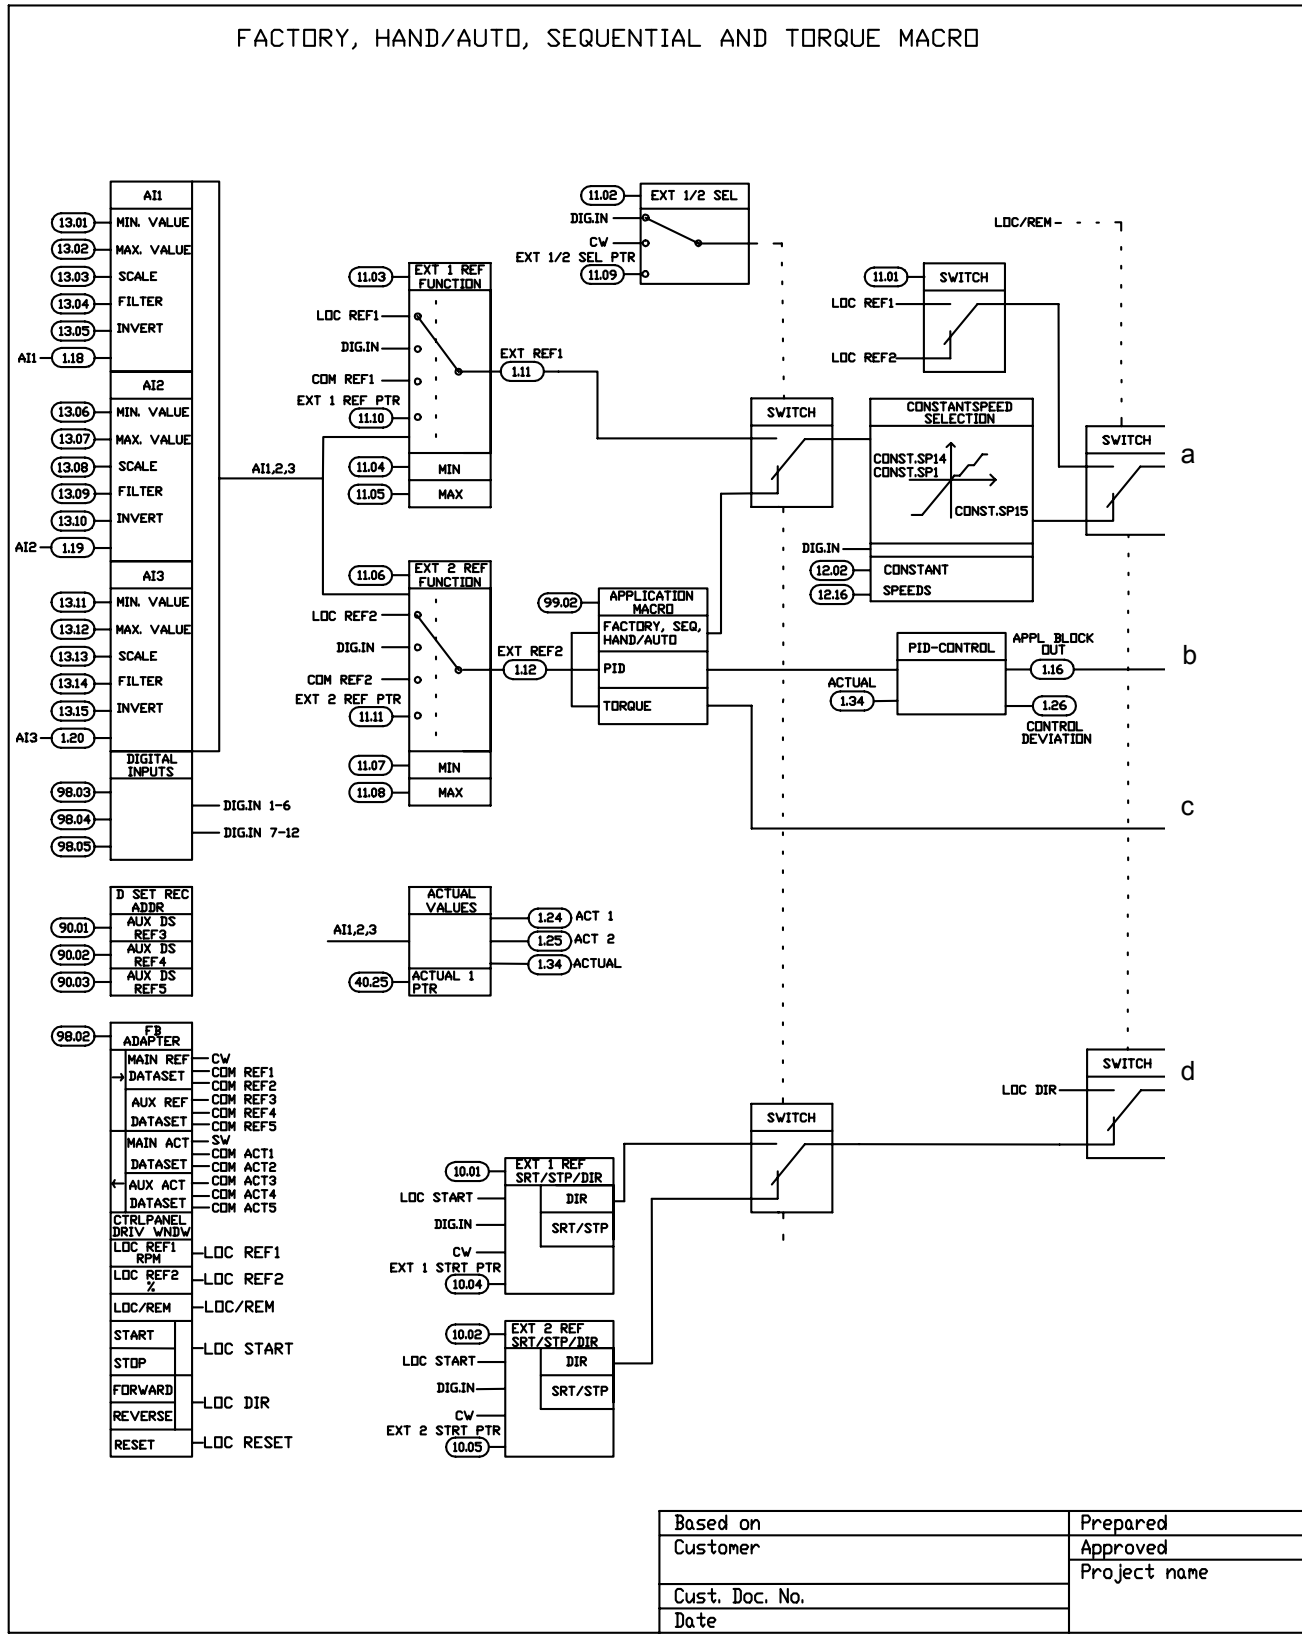 FACTORY, HAND/AUTO, SEQUENTIAL AND TORQUE MACRO
AI1
13.01 MIN. VALUE
13.02 MAX. VALUE
13.03 SCALE
13.04 FILTER
13.05 INVERT
AI1 1.18
AI2
13.06 MIN. VALUE
13.07 MAX. VALUE
13.08 SCALE
13.09 FILTER
13.10 INVERT
AI2 1.19
AI3
13.11 MIN. VALUE
13.12 MAX. VALUE
13.13 SCALE
13.14 FILTER
13.15 INVERT
AI3 1.20
DIGITAL
INPUTS
98.03
DIG.IN 1-6
98.04
DIG.IN 7-12
98.05
AI1,2,3
11.03 EXT 1 REF
FUNCTION
LOC REF1
DIG.IN
COM REF1
EXT 1 REF PTR
11.10
11.04 MIN
11.05 MAX
EXT REF1
1.11
11.06 EXT 2 REF
FUNCTION
LOC REF2
DIG.IN
COM REF2
EXT 2 REF PTR
11.11
11.07 MIN
11.08 MAX
EXT REF2
1.12
11.02 EXT 1/2 SEL
DIG.IN
CW
EXT 1/2 SEL PTR
11.09
99.02 APPLICATION
MACRO
FACTORY, SEQ,
HAND/AUTO
PID
TORQUE
SWITCH
LOC/REM
11.01 SWITCH
LOC REF1
LOC REF2
CONSTANTSPEED
SELECTION
CONST.SP14
CONST.SP1
CONST.SP15
DIG.IN
12.02 CONSTANT
12.16 SPEEDS
SWITCH
a
PID-CONTROL
APPL BLOCK
OUT
1.16
b
ACTUAL
1.34
1.26
CONTROL
DEVIATION
c
D SET REC
ADDR
90.01 AUX DS
REF3
90.02 AUX DS
REF4
90.03 AUX DS
REF5
AI1,2,3
ACTUAL
VALUES
1.24 ACT 1
1.25 ACT 2
1.34 ACTUAL
40.25 ACTUAL 1
PTR
98.02 FB
ADAPTER
MAIN REF CW
DATASET COM REF1
COM REF2
AUX REF COM REF3
COM REF4
DATASET COM REF5
MAIN ACT SW
COM ACT1
DATASET COM ACT2
AUX ACT COM ACT3
COM ACT4
DATASET COM ACT5
CTRLPANEL
DRIV WNDW
LOC REF1
RPM
LOC REF1
LOC REF2
%
LOC REF2
LOC/REM LOC/REM
START
STOP
LOC START
FORWARD
REVERSE
LOC DIR
RESET LOC RESET
10.01 EXT 1 REF
SRT/STP/DIR
LOC START DIR
DIG.IN SRT/STP
CW
EXT 1 STRT PTR
10.04
10.02 EXT 2 REF
SRT/STP/DIR
LOC START DIR
DIG.IN SRT/STP
CW
EXT 2 STRT PTR
10.05
SWITCH
SWITCH
d
LOC DIR
Based on
Customer
Cust. Doc. No.
Date
Prepared
Approved
Project name